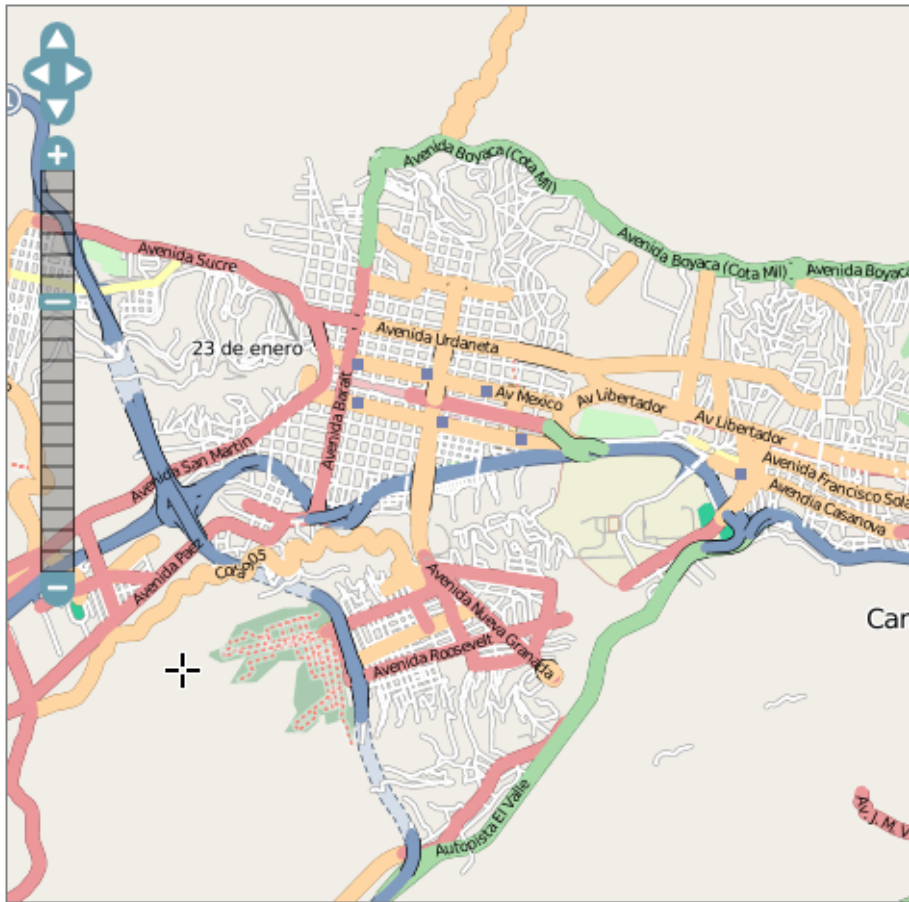 Avenida Boyaca (Cota Mil)
Avenida Boyaca (Cota Mil)
Avenida Boyaca
Avenida Sucre
Avenida Urdaneta
23 de enero
Av Mexico
Av Libertador
Av Libertador
Avenida Baralt
Avenida San Martin
Avenida Francisco Sola
Avendia Casanova
Avenida Paez
Cota 905
Avenida Nueva Granada
Avenida Roosevelt
Car
Autopista El Valle
Av. J. M. V